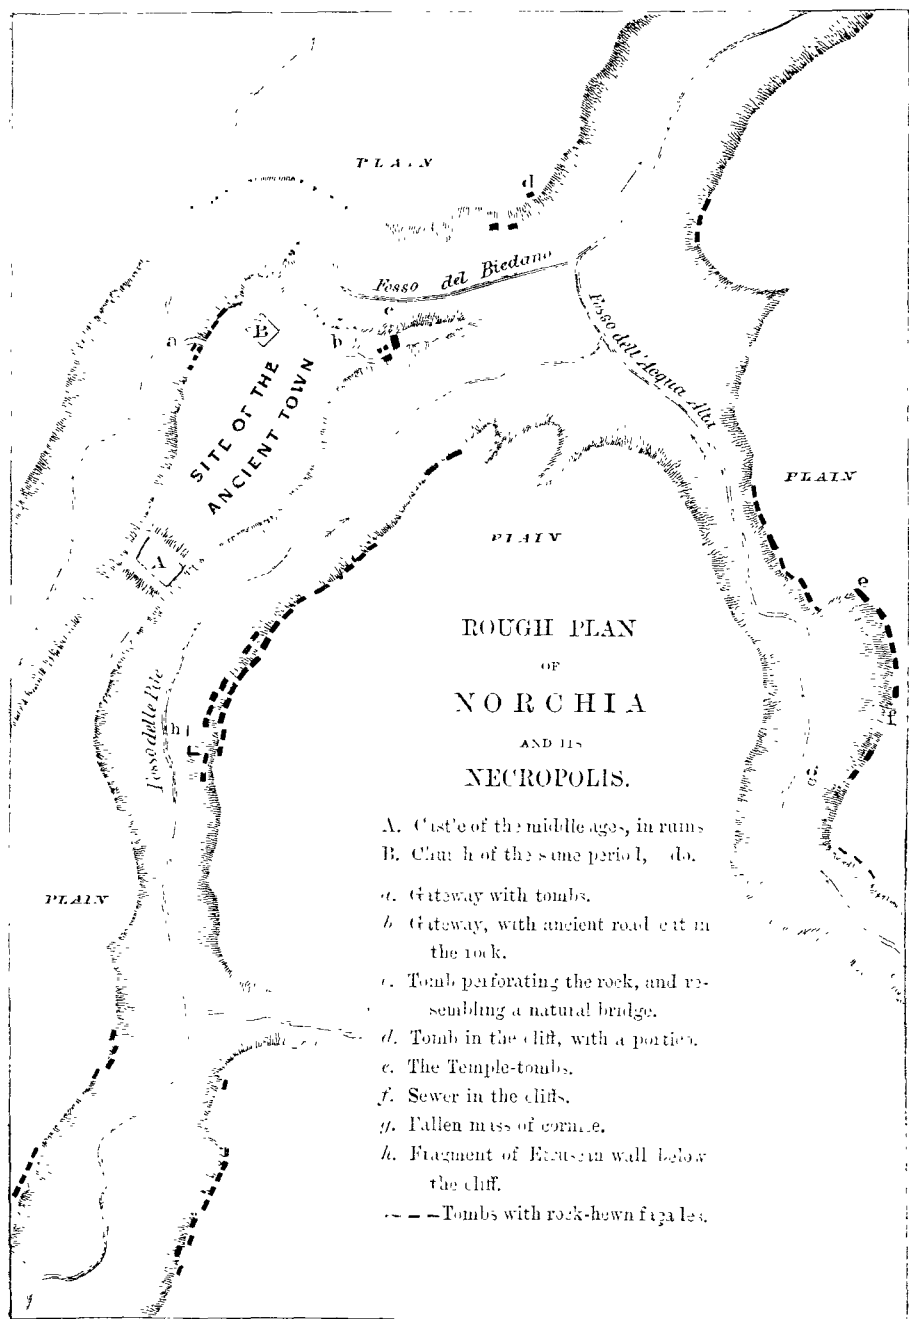 PLAIN
d
Fosso del Biedano
c
B
a
b
Fosso dell'Acqua Alta
SITE OF THE
ANCIENT TOWN
PLAIN
PLAIN
A
e
ROUGH PLAN
OF
NORCHIA
AND ITS
NECROPOLIS.
Fosso delle Pile
h
f
g
PLAIN
A. Castle of the middle ages, in ruins
B. Church of the same period, do.
a. Gateway with tombs.
b Gateway, with ancient road cut in
the rock.
c. Tomb perforating the rock, and re-
sembling a natural bridge.
d. Tomb in the cliff, with a portico.
e. The Temple-tombs.
f. Sewer in the cliffs.
g. Fallen mass of cornice.
h. Fragment of Etruscan wall below
the cliff.
Tombs with rock-hewn façades.